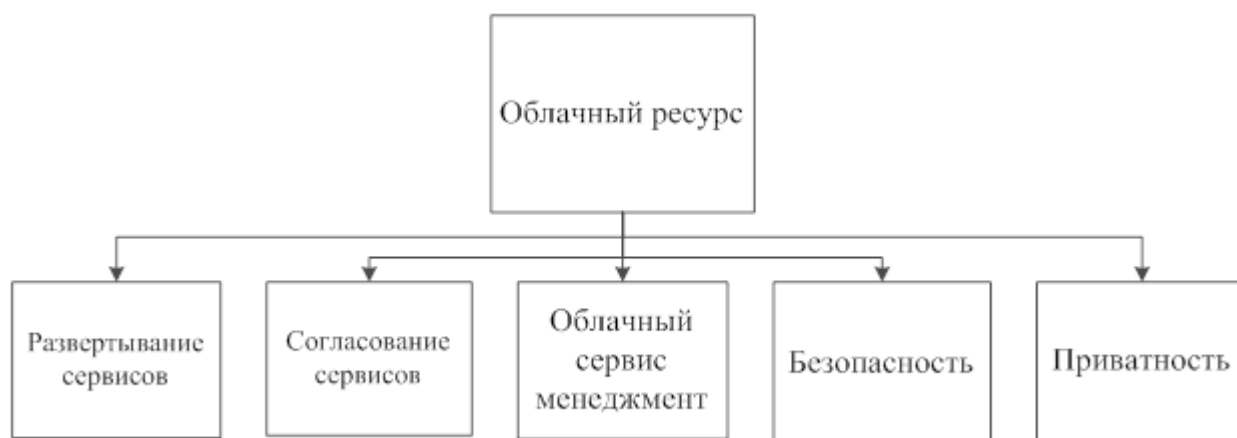 Облачный ресурс
Развертывание
сервисов
Согласование
сервисов
Облачный
сервис
менеджмент
Безопасность
Приватность